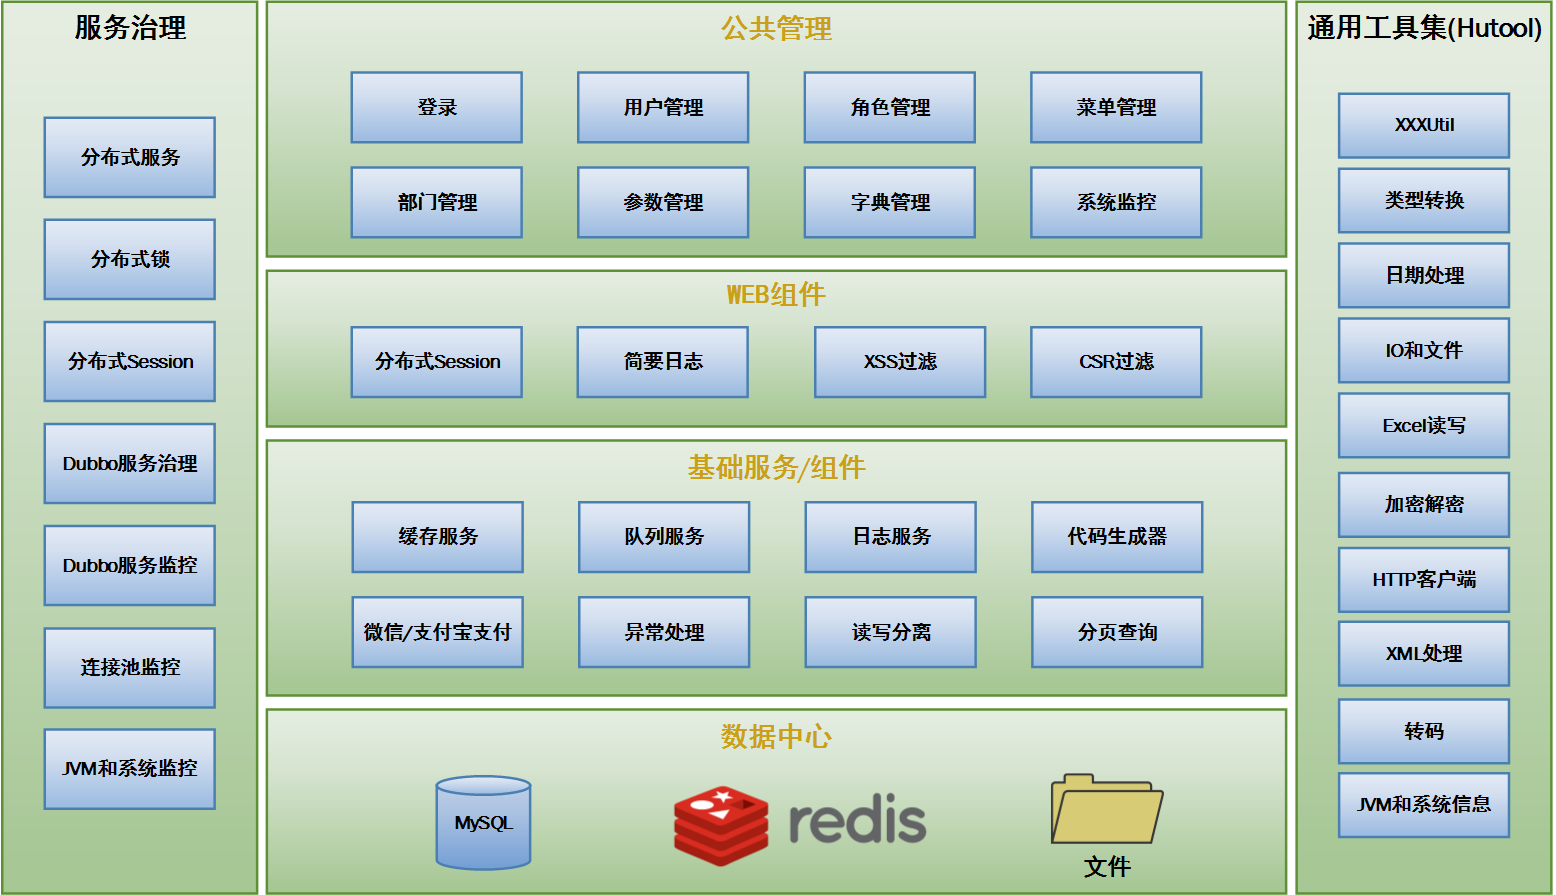 服务治理
分布式服务
分布式锁
分布式Session
Dubbo服务治理
Dubbo服务监控
连接池监控
JVM和系统监控
公共管理
登录
用户管理
角色管理
菜单管理
部门管理
参数管理
字典管理
系统监控
WEB组件
分布式Session
简要日志
XSS过滤
CSR过滤
基础服务/组件
缓存服务
队列服务
日志服务
代码生成器
微信/支付宝支付
异常处理
读写分离
分页查询
数据中心
MySQL
redis
文件
通用工具集(Hutool)
XXXUtil
类型转换
日期处理
IO和文件
Excel读写
加密解密
HTTP客户端
XML处理
转码
JVM和系统信息